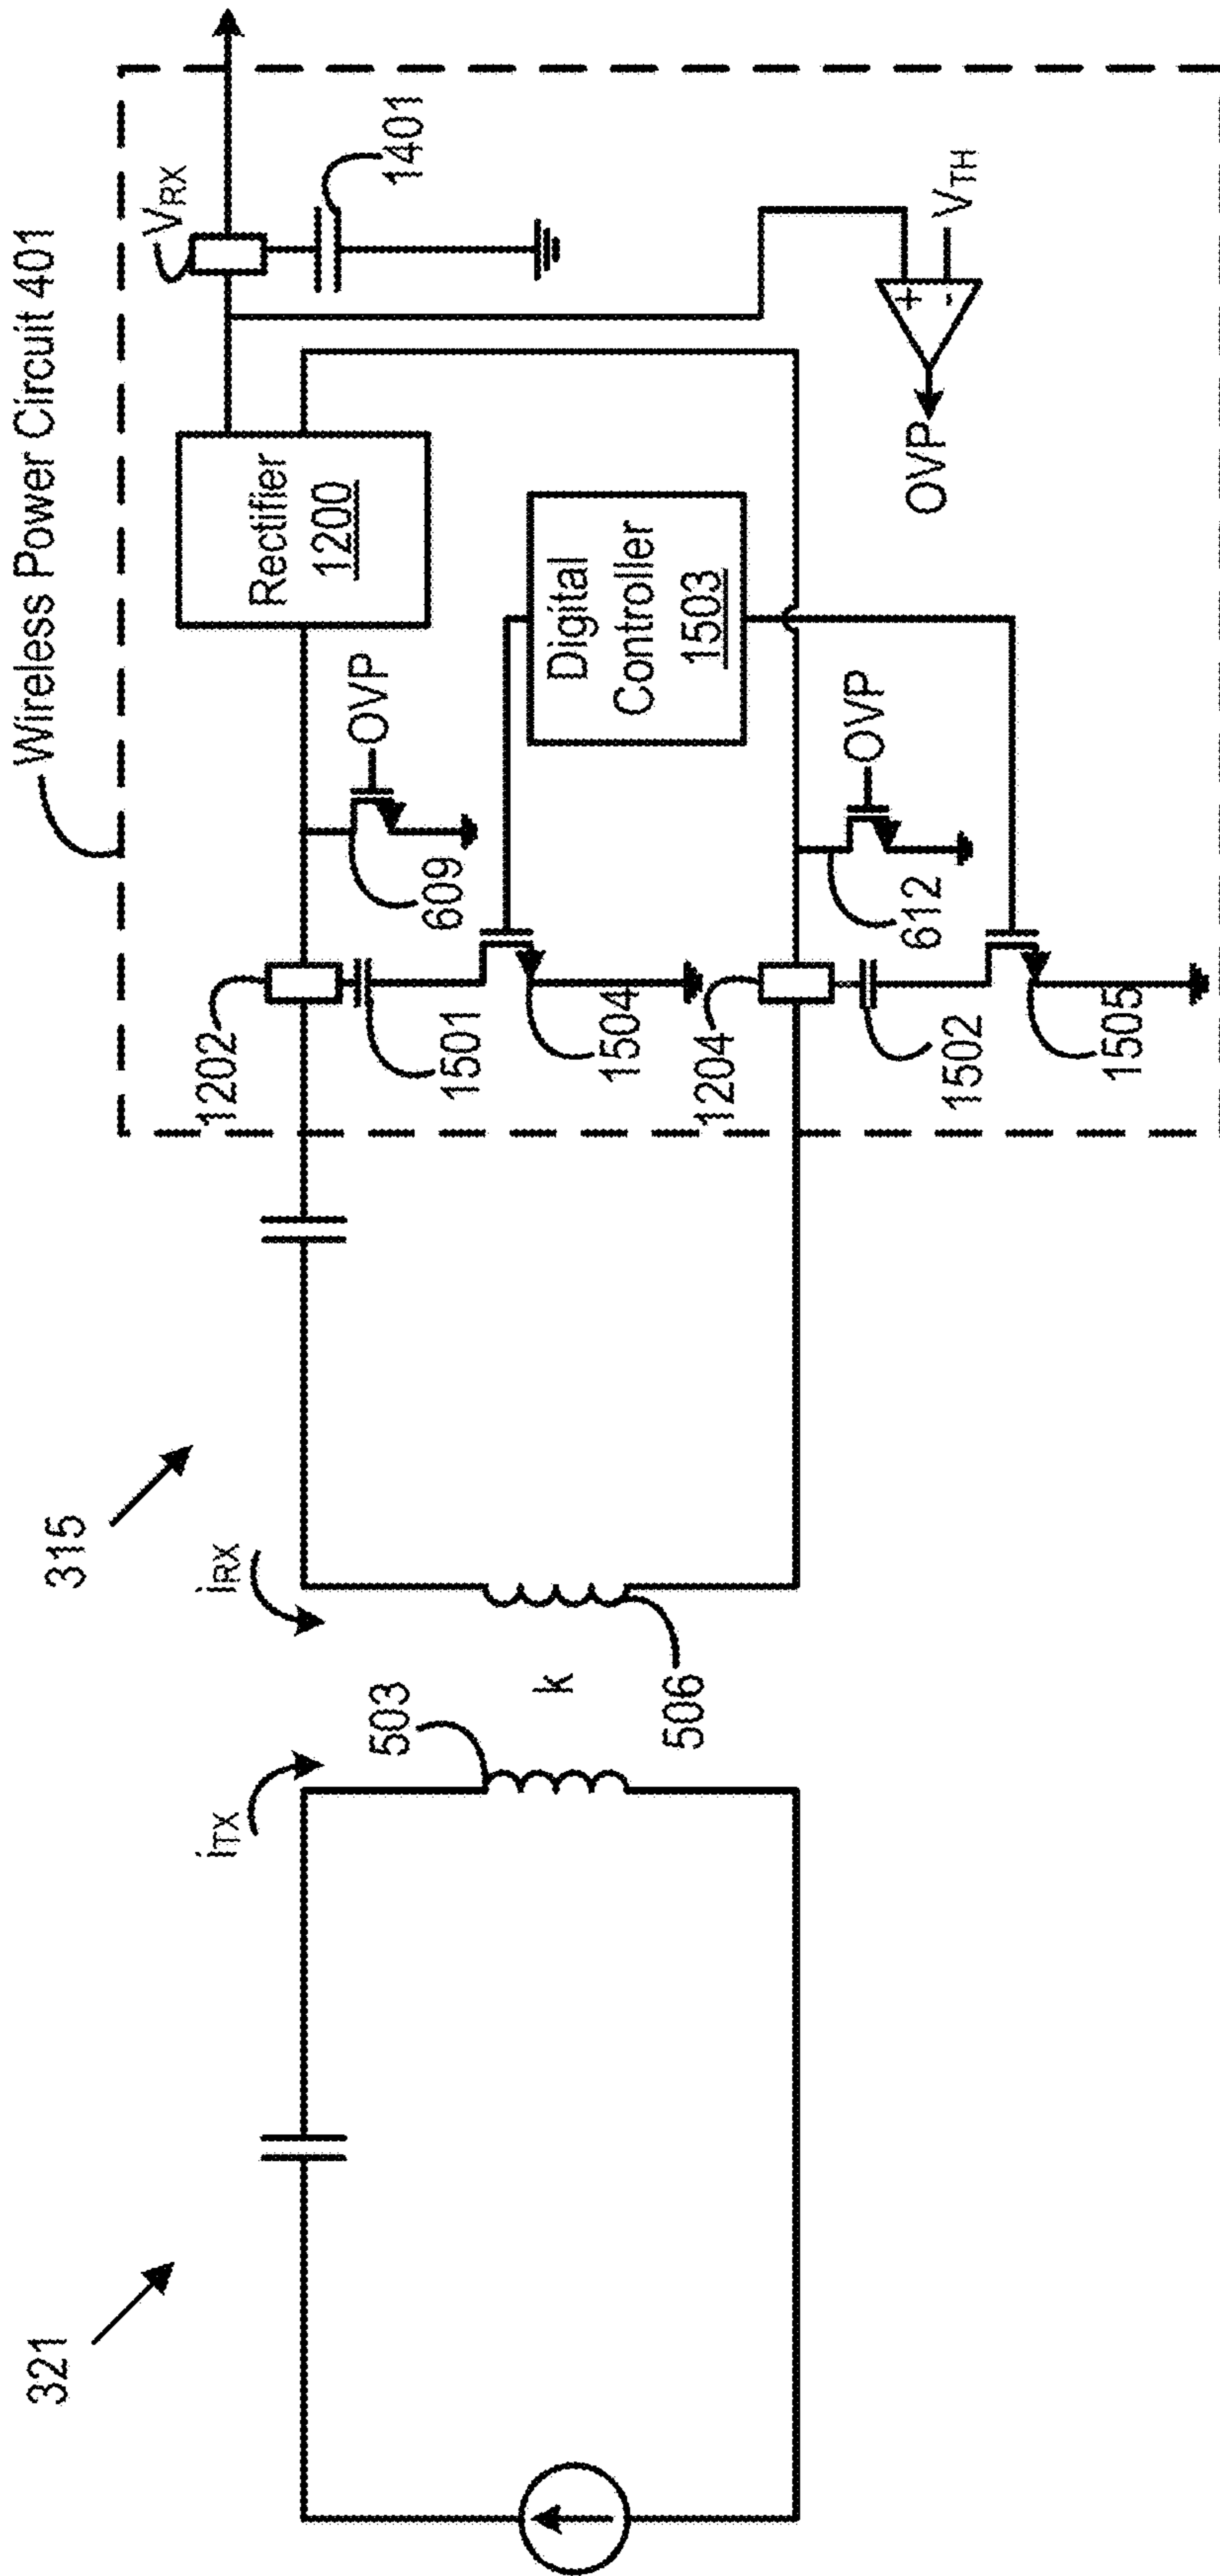 Wireless Power Circuit 401
321
315
iTX
iRX
503
k
506
1202
1501
609
OVP
1504
Rectifier
1200
VRX
1401
Digital
Controller
1503
1204
1502
612
OVP
1505
OVP
+
-
VTH